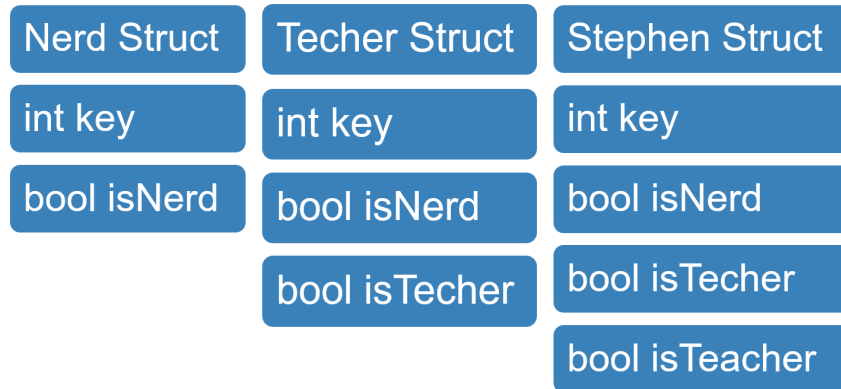 Nerd Struct
int key
bool isNerd
Techer Struct
int key
bool isNerd
bool isTecher
Stephen Struct
int key
bool isNerd
bool isTecher
bool isTeacher